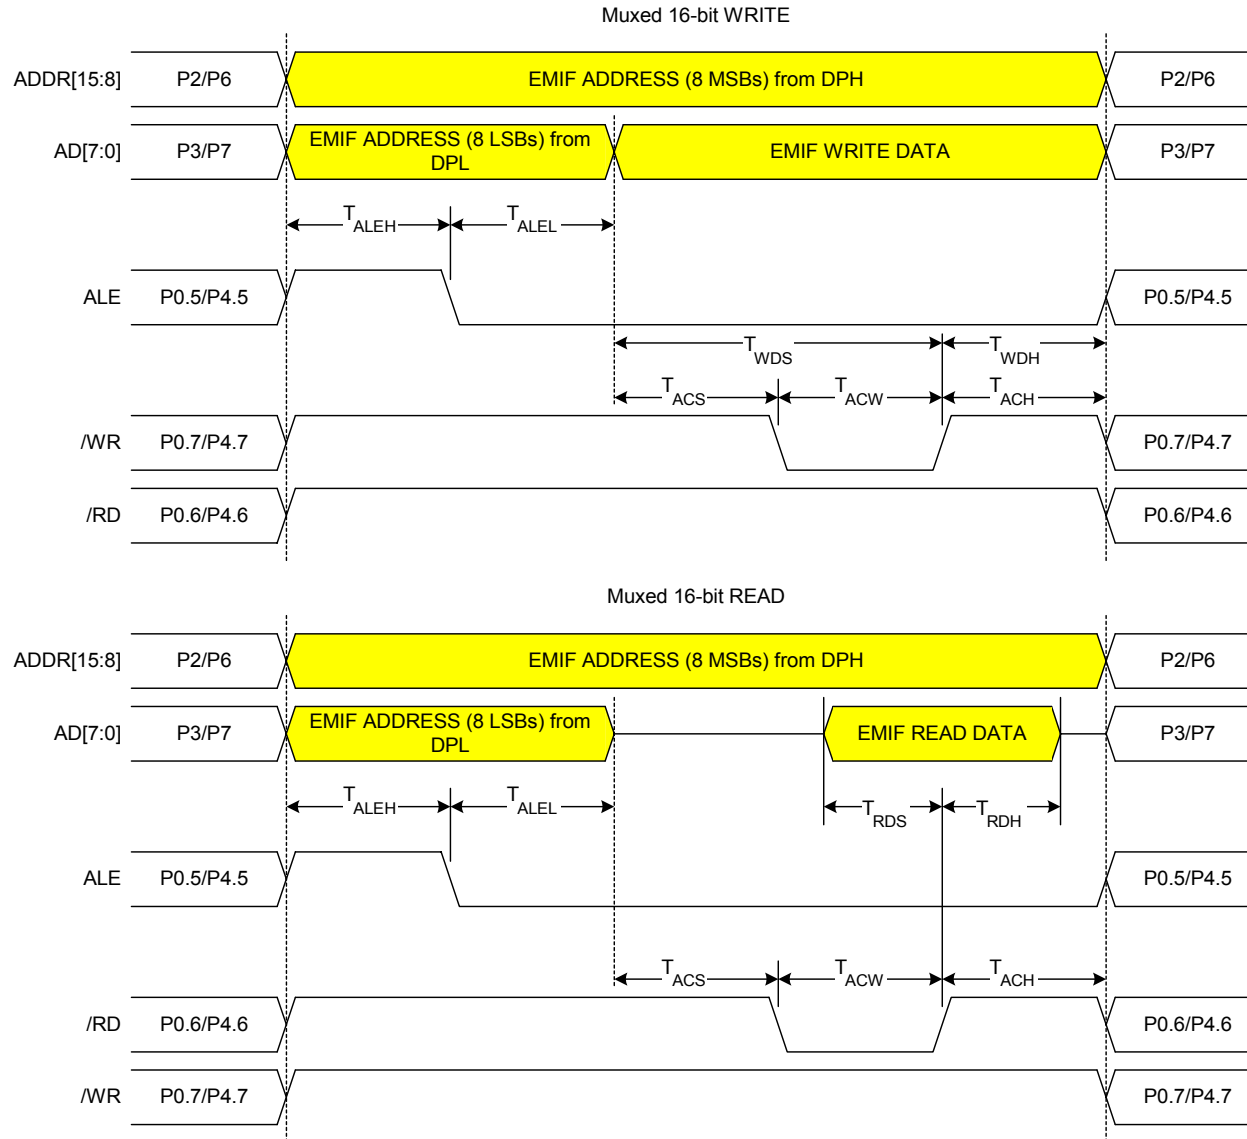 Muxed 16-bit WRITE
ADDR[15:8] P2/P6 EMIF ADDRESS (8 MSBs) from DPH P2/P6
AD[7:0] P3/P7 EMIF ADDRESS (8 LSBs) from
DPL EMIF WRITE DATA P3/P7
TALEH TALEL
ALE P0.5/P4.5 P0.5/P4.5
TWDS TWDH
TACS TACW TACH
/WR P0.7/P4.7 P0.7/P4.7
/RD P0.6/P4.6 P0.6/P4.6
Muxed 16-bit READ
ADDR[15:8] P2/P6 EMIF ADDRESS (8 MSBs) from DPH P2/P6
AD[7:0] P3/P7 EMIF ADDRESS (8 LSBs) from
DPL EMIF READ DATA P3/P7
TALEH TALEL TRDS TRDH
ALE P0.5/P4.5 P0.5/P4.5
TACS TACW TACH
/RD P0.6/P4.6 P0.6/P4.6
/WR P0.7/P4.7 P0.7/P4.7